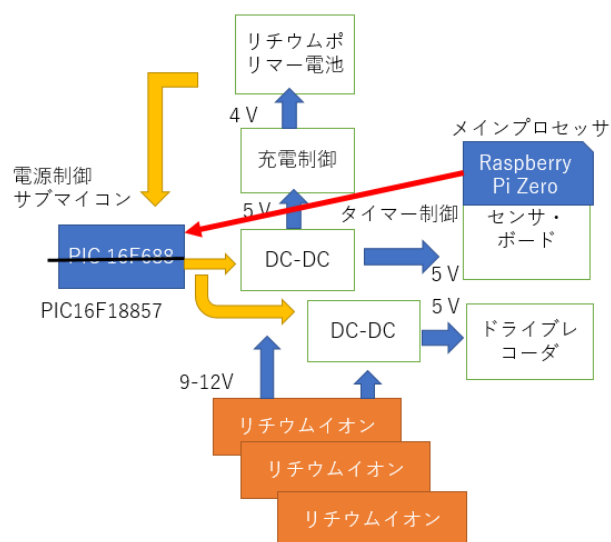 リチウムポ
リマー電池
4 V
メインプロセッサ
充電制御
Raspberry
Pi Zero
電源制御
サブマイコン
5 V
タイマー制御
センサ・
ボード
PIC 16F688
DC-DC
5 V
PIC16F18857
5 V
DC-DC
ドライブレ
コーダ
9-12V
リチウムイオン
リチウムイオン
リチウムイオン